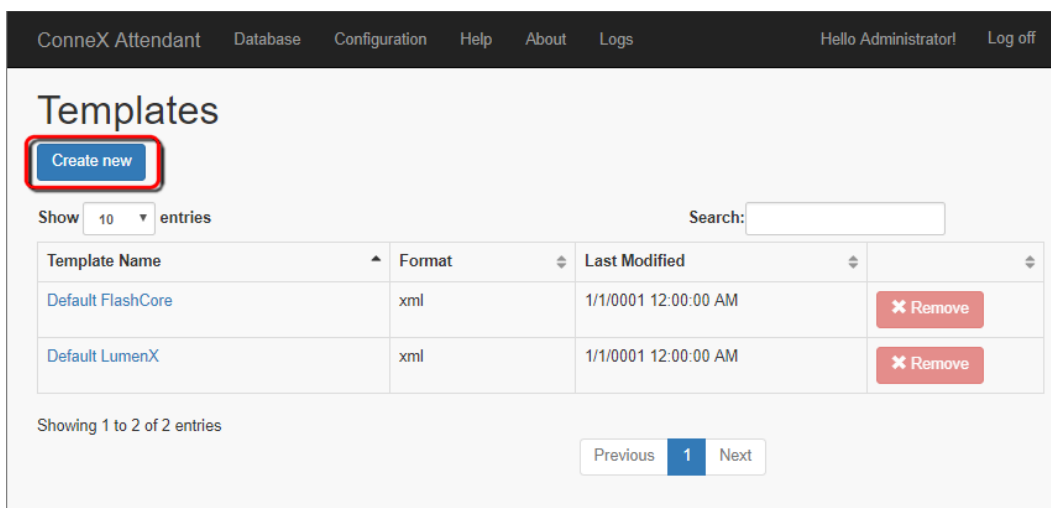 ConneX Attendant Database Configuration Help About Logs Hello Administrator! Log off
Templates
Create new
Show 10 entries Search:
Template Name Format Last Modified
Default FlashCore xml 1/1/0001 12:00:00 AM Remove
Default LumenX xml 1/1/0001 12:00:00 AM Remove
Showing 1 to 2 of 2 entries
Previous 1 Next